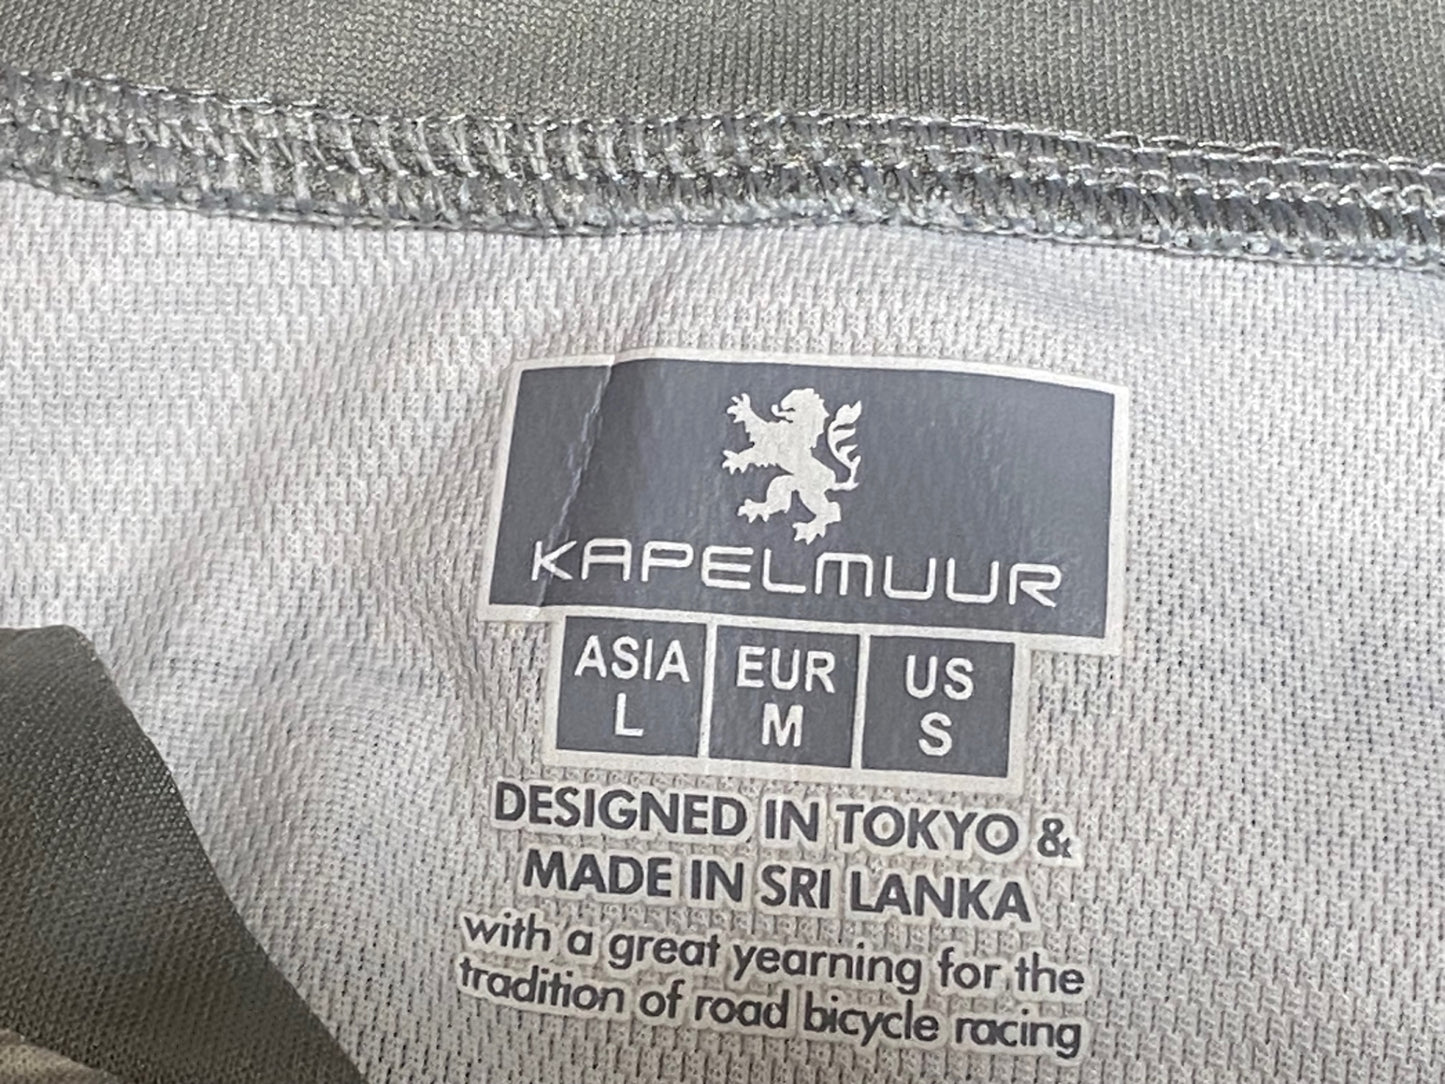 KAPELMUUR
ASIA EUR US
L M S
DESIGNED IN TOKYO &
MADE IN SRI LANKA
with a great yearning for the
tradition of road bicycle racing